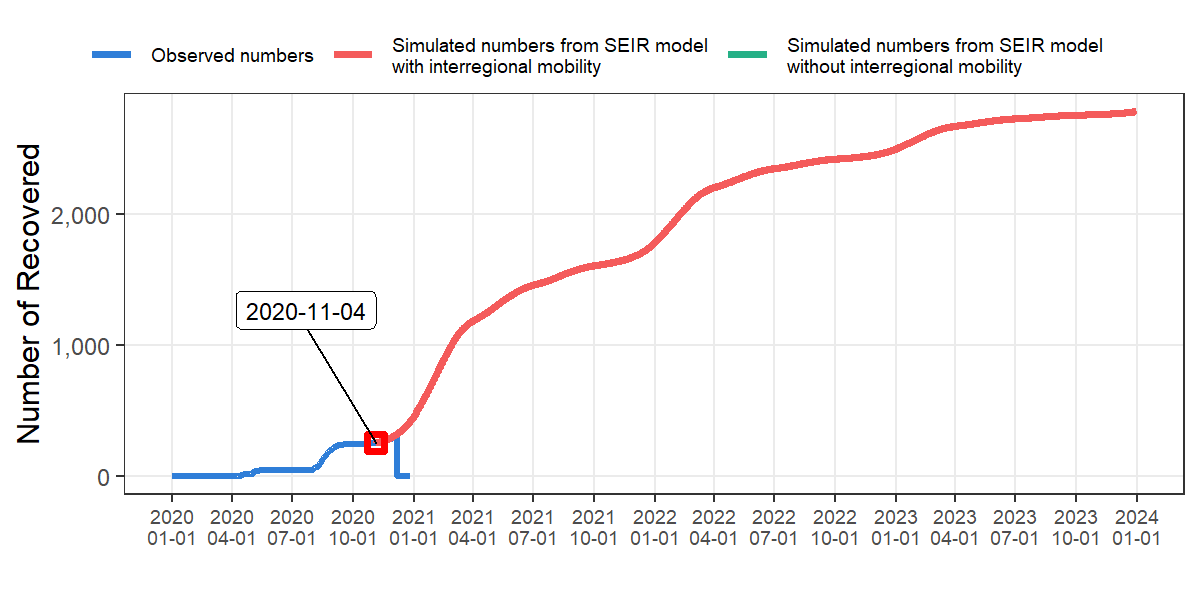 Observed numbers
Simulated numbers from SEIR model
with interregional mobility
Simulated numbers from SEIR model
without interregional mobility
Number of Recovered
2,000
1,000
0
2020-11-04
2020 2020 2020 2020 2021 2021 2021 2021 2022 2022 2022 2022 2023 2023 2023 2023 2024
01-01 04-01 07-01 10-01 01-01 04-01 07-01 10-01 01-01 04-01 07-01 10-01 01-01 04-01 07-01 10-01 01-01